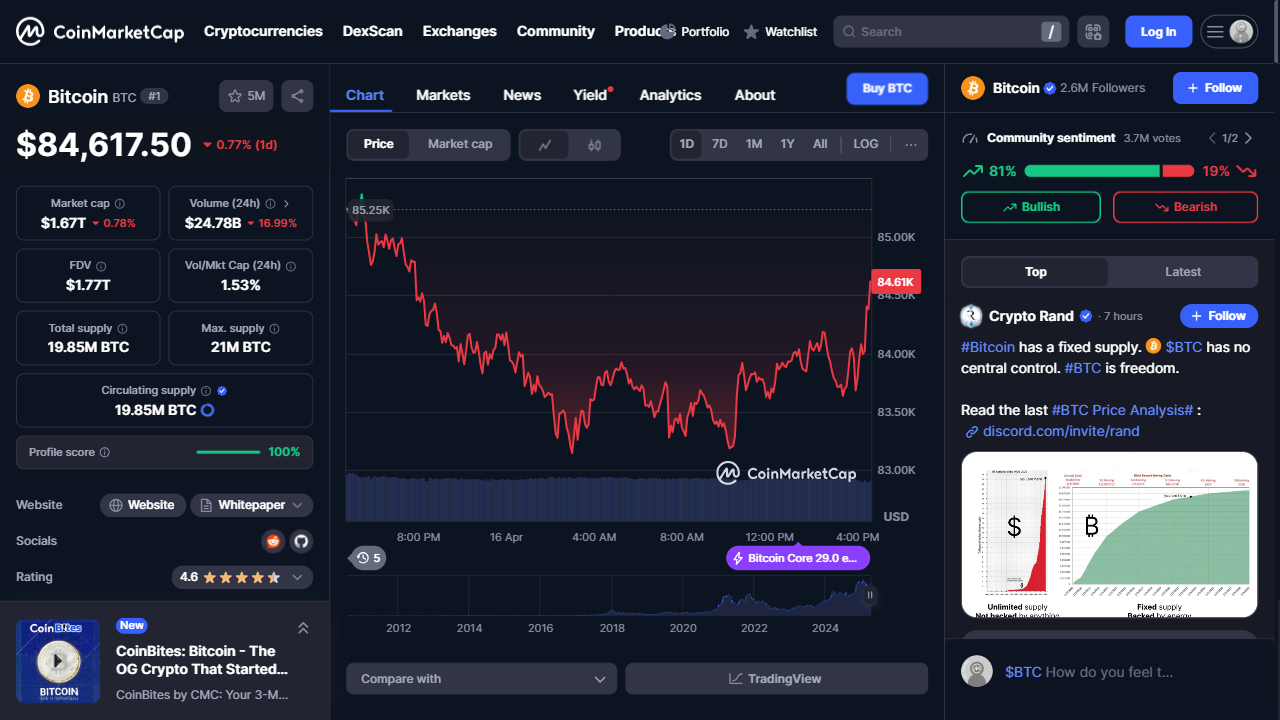 CoinMarketCap
Cryptocurrencies
DexScan
Exchanges
Community
Produc
Portfolio
Watchlist
Search
/
Log In
Bitcoin BTC #1
5M
$84,617.50
0.77% (1d)
Market cap
$1.67T 0.78%
Volume (24h)
$24.78B 16.99%
FDV
$1.77T
Vol/Mkt Cap (24h)
1.53%
Total supply
19.85M BTC
Max. supply
21M BTC
Circulating supply
19.85M BTC
Profile score
100%
Website
Website
Whitepaper
Socials
Rating
4.6
CoinBites
BITCOIN
New
CoinBites: Bitcoin - The
OG Crypto That Started...
CoinBites by CMC: Your 3-M...
Chart
Markets
News
Yield
Analytics
About
Buy BTC
Price
Market cap
1D
7D
1M
1Y
All
LOG
...
85.25K
85.00K
84.61K
84.50K
84.00K
83.50K
83.00K
CoinMarketCap
USD
8:00 PM
16 Apr
4:00 AM
8:00 AM
12:00 PM
4:00 PM
5
Bitcoin Core 29.0 e...
2012
2014
2016
2018
2020
2022
2024
Compare with
TradingView
Bitcoin 2.6M Followers
+ Follow
Community sentiment 3.7M votes
1/2
81%
19%
Bullish
Bearish
Top
Latest
Crypto Rand · 7 hours
+ Follow
#Bitcoin has a fixed supply. $BTC has no
central control. #BTC is freedom.
Read the last #BTC Price Analysis# :
discord.com/invite/rand
you are here
$
you are here
₿
Unlimited supply
Not backed by anything
Fixed supply
Backed by energy
$BTC How do you feel t...